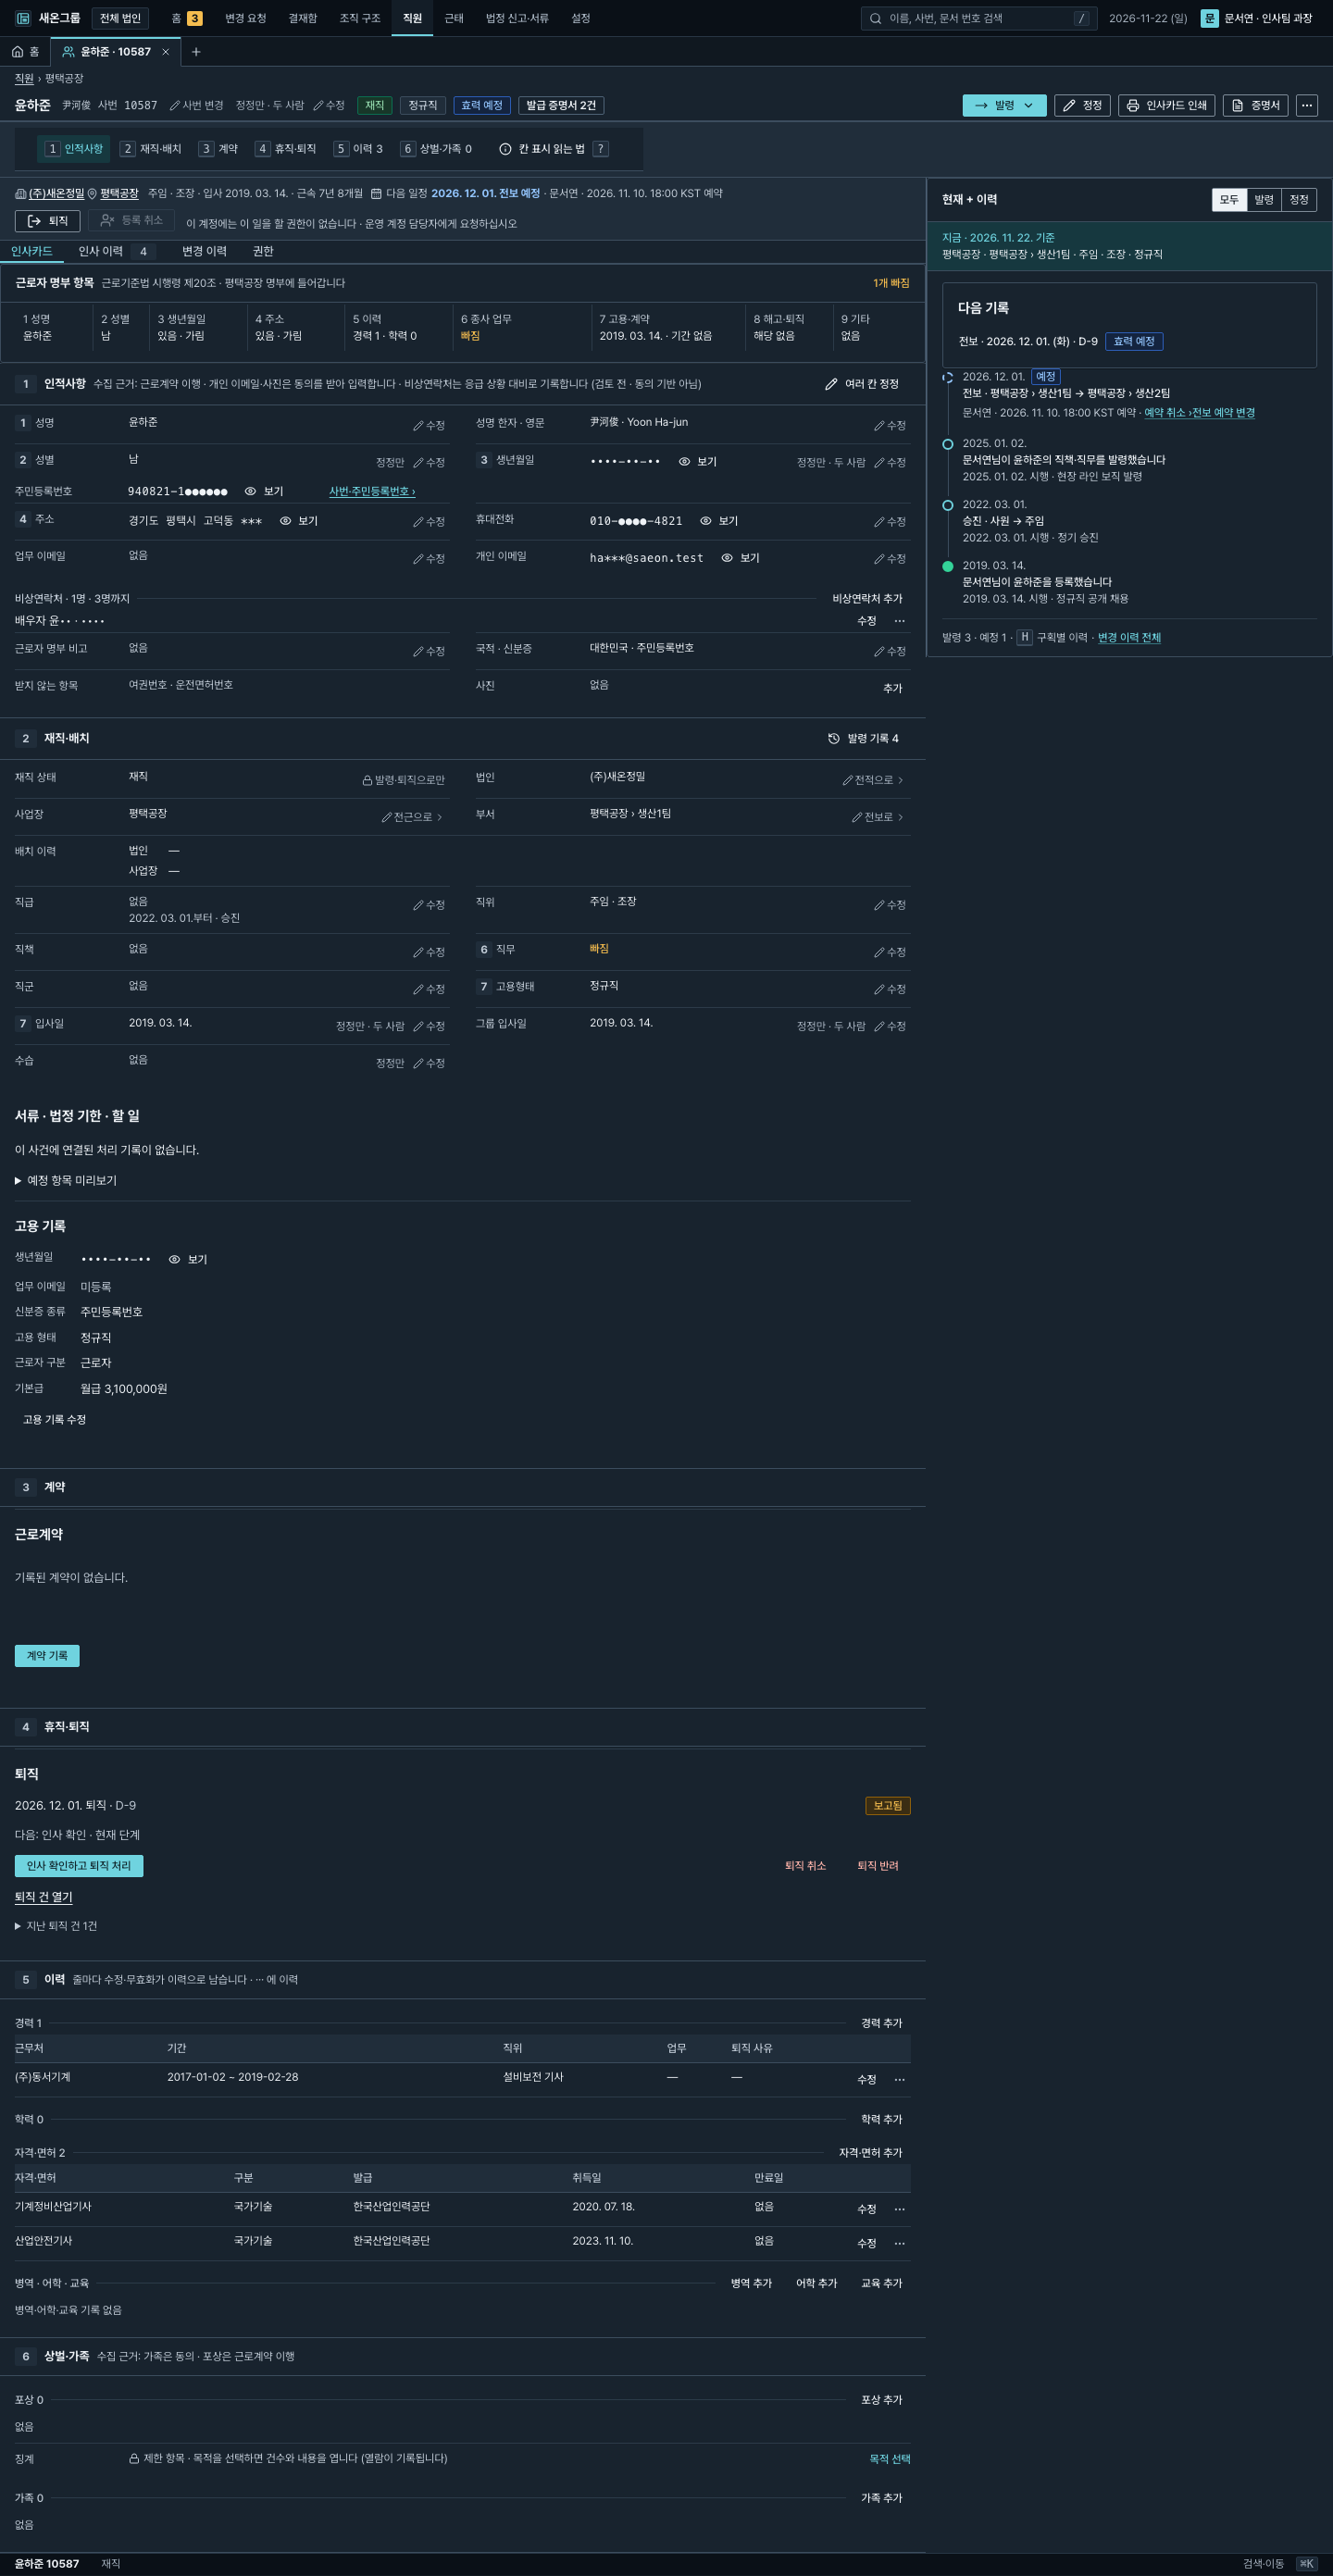 새온그룹 전체 법인 홈 3 변경 요청 결재함 조직 구조 직원 근태 법정 신고·서류 설정 이름, 사번, 문서 번호 검색 / 2026-11-22 (일) 문 문서연 · 인사팀 과장
홈 윤하준 · 10587
직원 › 평택공장
윤하준 尹河俊 사번 10587 사번 변경 정정만 · 두 사람 수정 재직 정규직 효력 예정 발급 증명서 2건 발령 정정 인사카드 인쇄 증명서
1 인적사항 2 재직·배치 3 계약 4 휴직·퇴직 5 이력 3 6 상벌·가족 0 칸 표시 읽는 법 ?
(주)새온정밀 평택공장 주임 · 조장 · 입사 2019. 03. 14. · 근속 7년 8개월 다음 일정 2026. 12. 01. 전보 예정 · 문서연 · 2026. 11. 10. 18:00 KST 예약
퇴직 등록 취소 이 계정에는 이 일을 할 권한이 없습니다 · 운영 계정 담당자에게 요청하십시오
인사카드 인사 이력 4 변경 이력 권한
근로자 명부 항목 근로기준법 시행령 제20조 · 평택공장 명부에 들어갑니다 1개 빠짐
1 성명 2 성별 3 생년월일 4 주소 5 이력 6 종사 업무 7 고용·계약 8 해고·퇴직 9 기타
윤하준 남 있음 · 가림 있음 · 가림 경력 1 · 학력 0 빠짐 2019. 03. 14. · 기간 없음 해당 없음 없음
1 인적사항 수집 근거: 근로계약 이행 · 개인 이메일·사진은 동의를 받아 입력합니다 · 비상연락처는 응급 상황 대비로 기록합니다 (검토 전 · 동의 기반 아님) 여러 칸 정정
1 성명 윤하준 수정 성명 한자 · 영문 尹河俊 · Yoon Ha-jun 수정
2 성별 남 정정만 수정 3 생년월일 ••••-••-•• 보기 정정만 · 두 사람 수정
주민등록번호 940821-1●●●●●● 보기 사번·주민등록번호 ›
4 주소 경기도 평택시 고덕동 *** 보기 수정 휴대전화 010-●●●●-4821 보기 수정
업무 이메일 없음 수정 개인 이메일 ha***@saeon.test 보기 수정
비상연락처 · 1명 · 3명까지 비상연락처 추가
배우자 윤•• · •••• 수정 ···
근로자 명부 비고 없음 수정 국적 · 신분증 대한민국 · 주민등록번호 수정
받지 않는 항목 여권번호 · 운전면허번호 사진 없음 추가
2 재직·배치 발령 기록 4
재직 상태 재직 발령·퇴직으로만 법인 (주)새온정밀 전적으로 ›
사업장 평택공장 전근으로 › 부서 평택공장 › 생산1팀 전보로 ›
배치 이력 법인 —
사업장 —
직급 없음 수정 직위 주임 · 조장 수정
2022. 03. 01.부터 · 승진
직책 없음 수정 6 직무 빠짐 수정
직군 없음 수정 7 고용형태 정규직 수정
7 입사일 2019. 03. 14. 정정만 · 두 사람 수정 그룹 입사일 2019. 03. 14. 정정만 · 두 사람 수정
수습 없음 정정만 수정
서류 · 법정 기한 · 할 일
이 사건에 연결된 처리 기록이 없습니다.
▶ 예정 항목 미리보기
고용 기록
생년월일 ••••-••-•• 보기
업무 이메일 미등록
신분증 종류 주민등록번호
고용 형태 정규직
근로자 구분 근로자
기본급 월급 3,100,000원
고용 기록 수정
3 계약
근로계약
기록된 계약이 없습니다.
계약 기록
4 휴직·퇴직
퇴직
2026. 12. 01. 퇴직 · D-9 보고됨
다음: 인사 확인 · 현재 단계
인사 확인하고 퇴직 처리 퇴직 취소 퇴직 반려
퇴직 건 열기
▶ 지난 퇴직 건 1건
5 이력 줄마다 수정·무효화가 이력으로 남습니다 · ··· 에 이력
경력 1 경력 추가
근무처 기간 직위 업무 퇴직 사유
(주)동서기계 2017-01-02 ~ 2019-02-28 설비보전 기사 — — 수정 ···
학력 0 학력 추가
자격·면허 2 자격·면허 추가
자격·면허 구분 발급 취득일 만료일
기계정비산업기사 국가기술 한국산업인력공단 2020. 07. 18. 없음 수정 ···
산업안전기사 국가기술 한국산업인력공단 2023. 11. 10. 없음 수정 ···
병역 · 어학 · 교육 병역 추가 어학 추가 교육 추가
병역·어학·교육 기록 없음
6 상벌·가족 수집 근거: 가족은 동의 · 포상은 근로계약 이행
포상 0 포상 추가
없음
징계 제한 항목 · 목적을 선택하면 건수와 내용을 엽니다 (열람이 기록됩니다) 목적 선택
가족 0 가족 추가
없음
현재 + 이력 모두 발령 정정
지금 · 2026. 11. 22. 기준
평택공장 · 평택공장 › 생산1팀 · 주임 · 조장 · 정규직
다음 기록
전보 · 2026. 12. 01. (화) · D-9 효력 예정
2026. 12. 01. 예정
전보 · 평택공장 › 생산1팀 → 평택공장 › 생산2팀
문서연 · 2026. 11. 10. 18:00 KST 예약 · 예약 취소 ›전보 예약 변경
2025. 01. 02.
문서연님이 윤하준의 직책·직무를 발령했습니다
2025. 01. 02. 시행 · 현장 라인 보직 발령
2022. 03. 01.
승진 · 사원 → 주임
2022. 03. 01. 시행 · 정기 승진
2019. 03. 14.
문서연님이 윤하준을 등록했습니다
2019. 03. 14. 시행 · 정규직 공개 채용
발령 3 · 예정 1 · H 구획별 이력 · 변경 이력 전체
윤하준 10587 재직 검색·이동 ⌘K